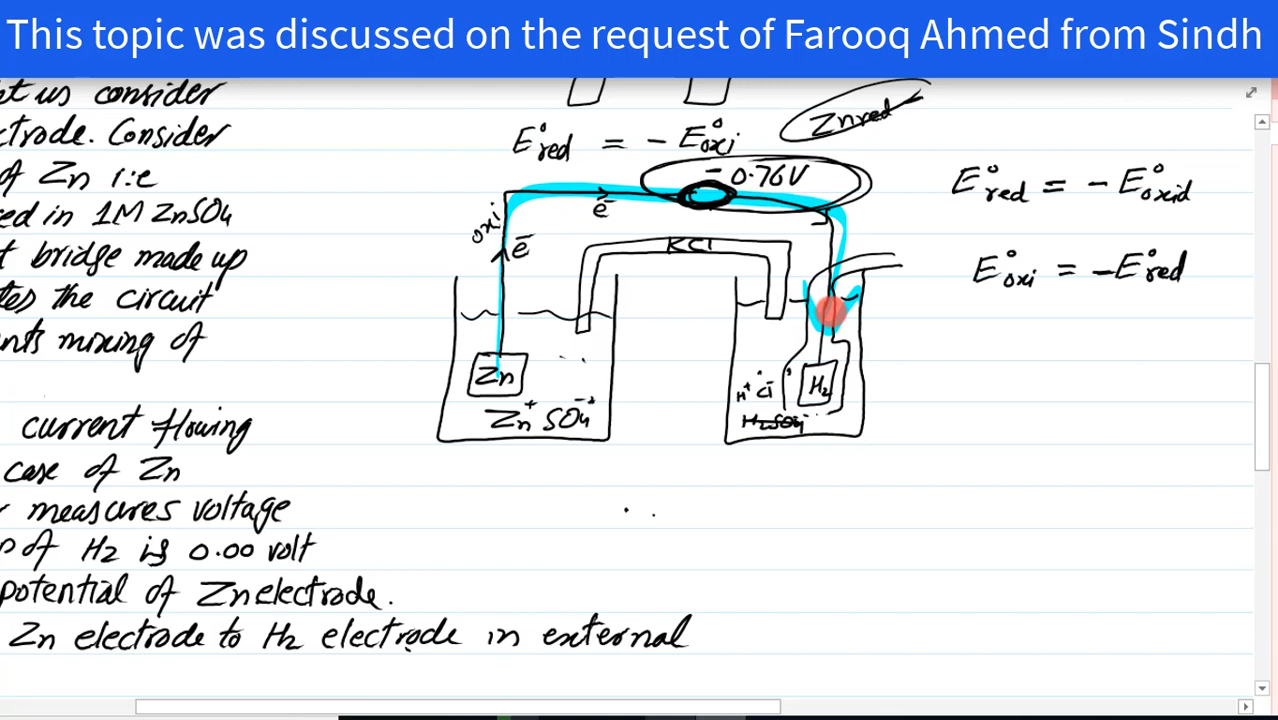 This topic was discussed on the request of Farooq Ahmed from Sindh
et us consider
ctrode. Consider
of Zn i:e
ed in 1M ZnSO4
t bridge made up
tes the circuit
nts mixing of
current flowing
case of Zn
r measures voltage
of H2 is 0.00 volt
potential of Zn electrode.
Zn electrode to H2 electrode in external
E°red = - E°oxi
Zn red
- 0.76V
oxi
e-
e-
KCl
Zn
Zn+ SO4--
H+ Cl-
H2SO4
H2
E°red = - E°oxid
E°oxi = - E°red